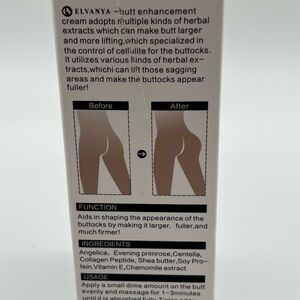 ELVANYA -butt enhancement
cream adopts multiple kinds of herbal
extracts which can make butt larger
and more lifting,which specialized in
the control of cellulite for the buttocks.
It utilizes various kinds of herbal ex-
tracts,whichi can lift those sagging
areas and make the buttocks appear
fuller!
Before
After
FUNCTION
Aids in shaping the appearance of the
buttocks by making it larger, fuller,and
much firmer!
INGREDIENTS
Angelica, Evening primrose,Centella,
Collagen Peptide, Shea butter,Soy Pro-
tein,Vitamin E,Chamomile extract
USAGE
Apply a small dime amount on the butt
evenly and massage for 1-3minutes
until it is absorbed fully